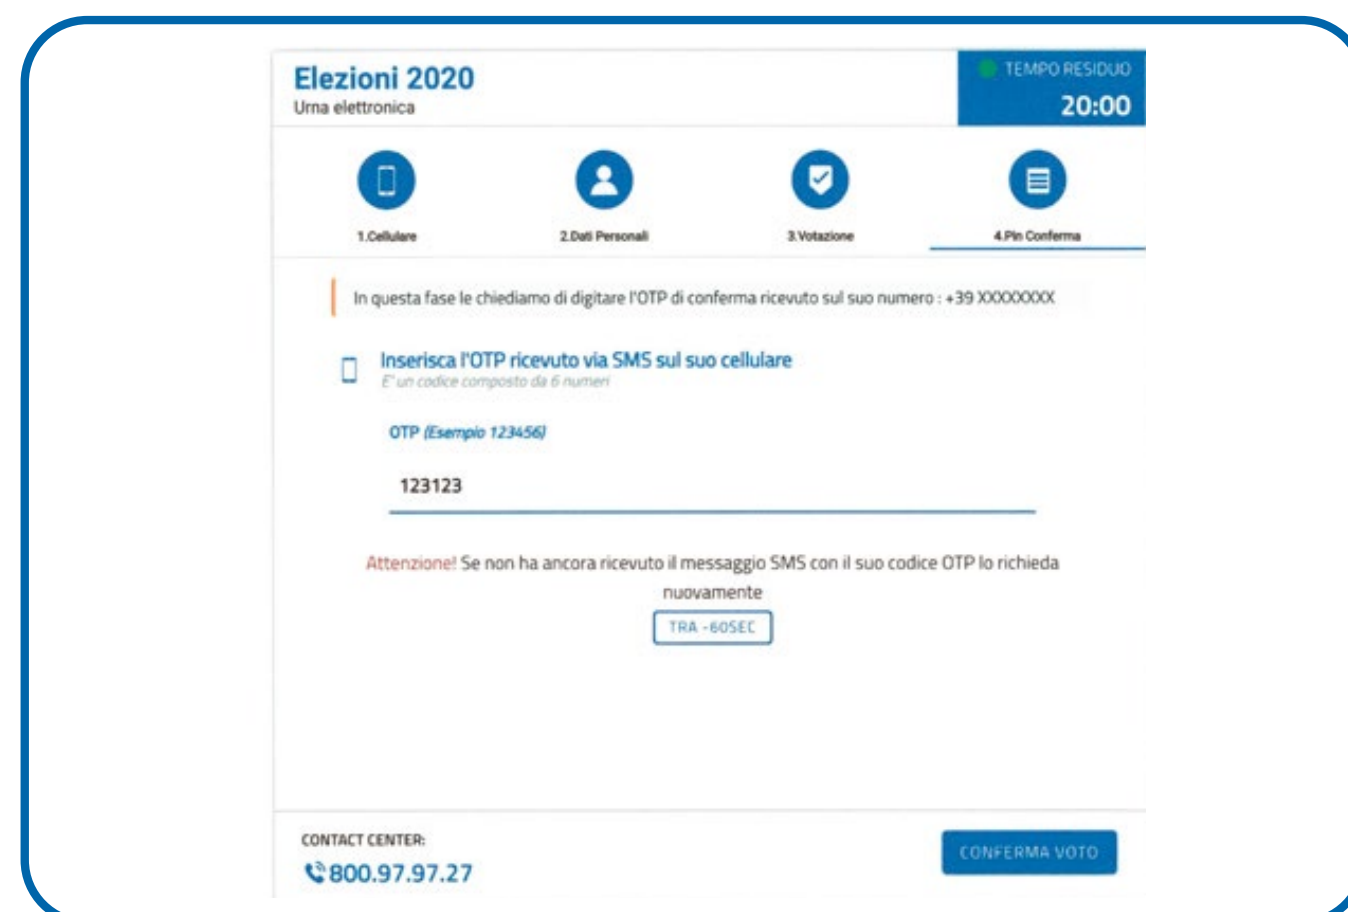 Elezioni 2020
Urna elettronica
TEMPO RESIDUO
20:00
1.Cellulare
2.Dati Personali
3.Votazione
4.Pin Conferma
In questa fase le chiediamo di digitare l'OTP di conferma ricevuto sul suo numero : +39 XXXXXXXX
Inserisca l'OTP ricevuto via SMS sul suo cellulare
E' un codice composto da 6 numeri
OTP (Esempio 123456)
123123
Attenzione! Se non ha ancora ricevuto il messaggio SMS con il suo codice OTP lo richieda
nuovamente
TRA -60SEC
CONTACT CENTER:
800.97.97.27
CONFERMA VOTO